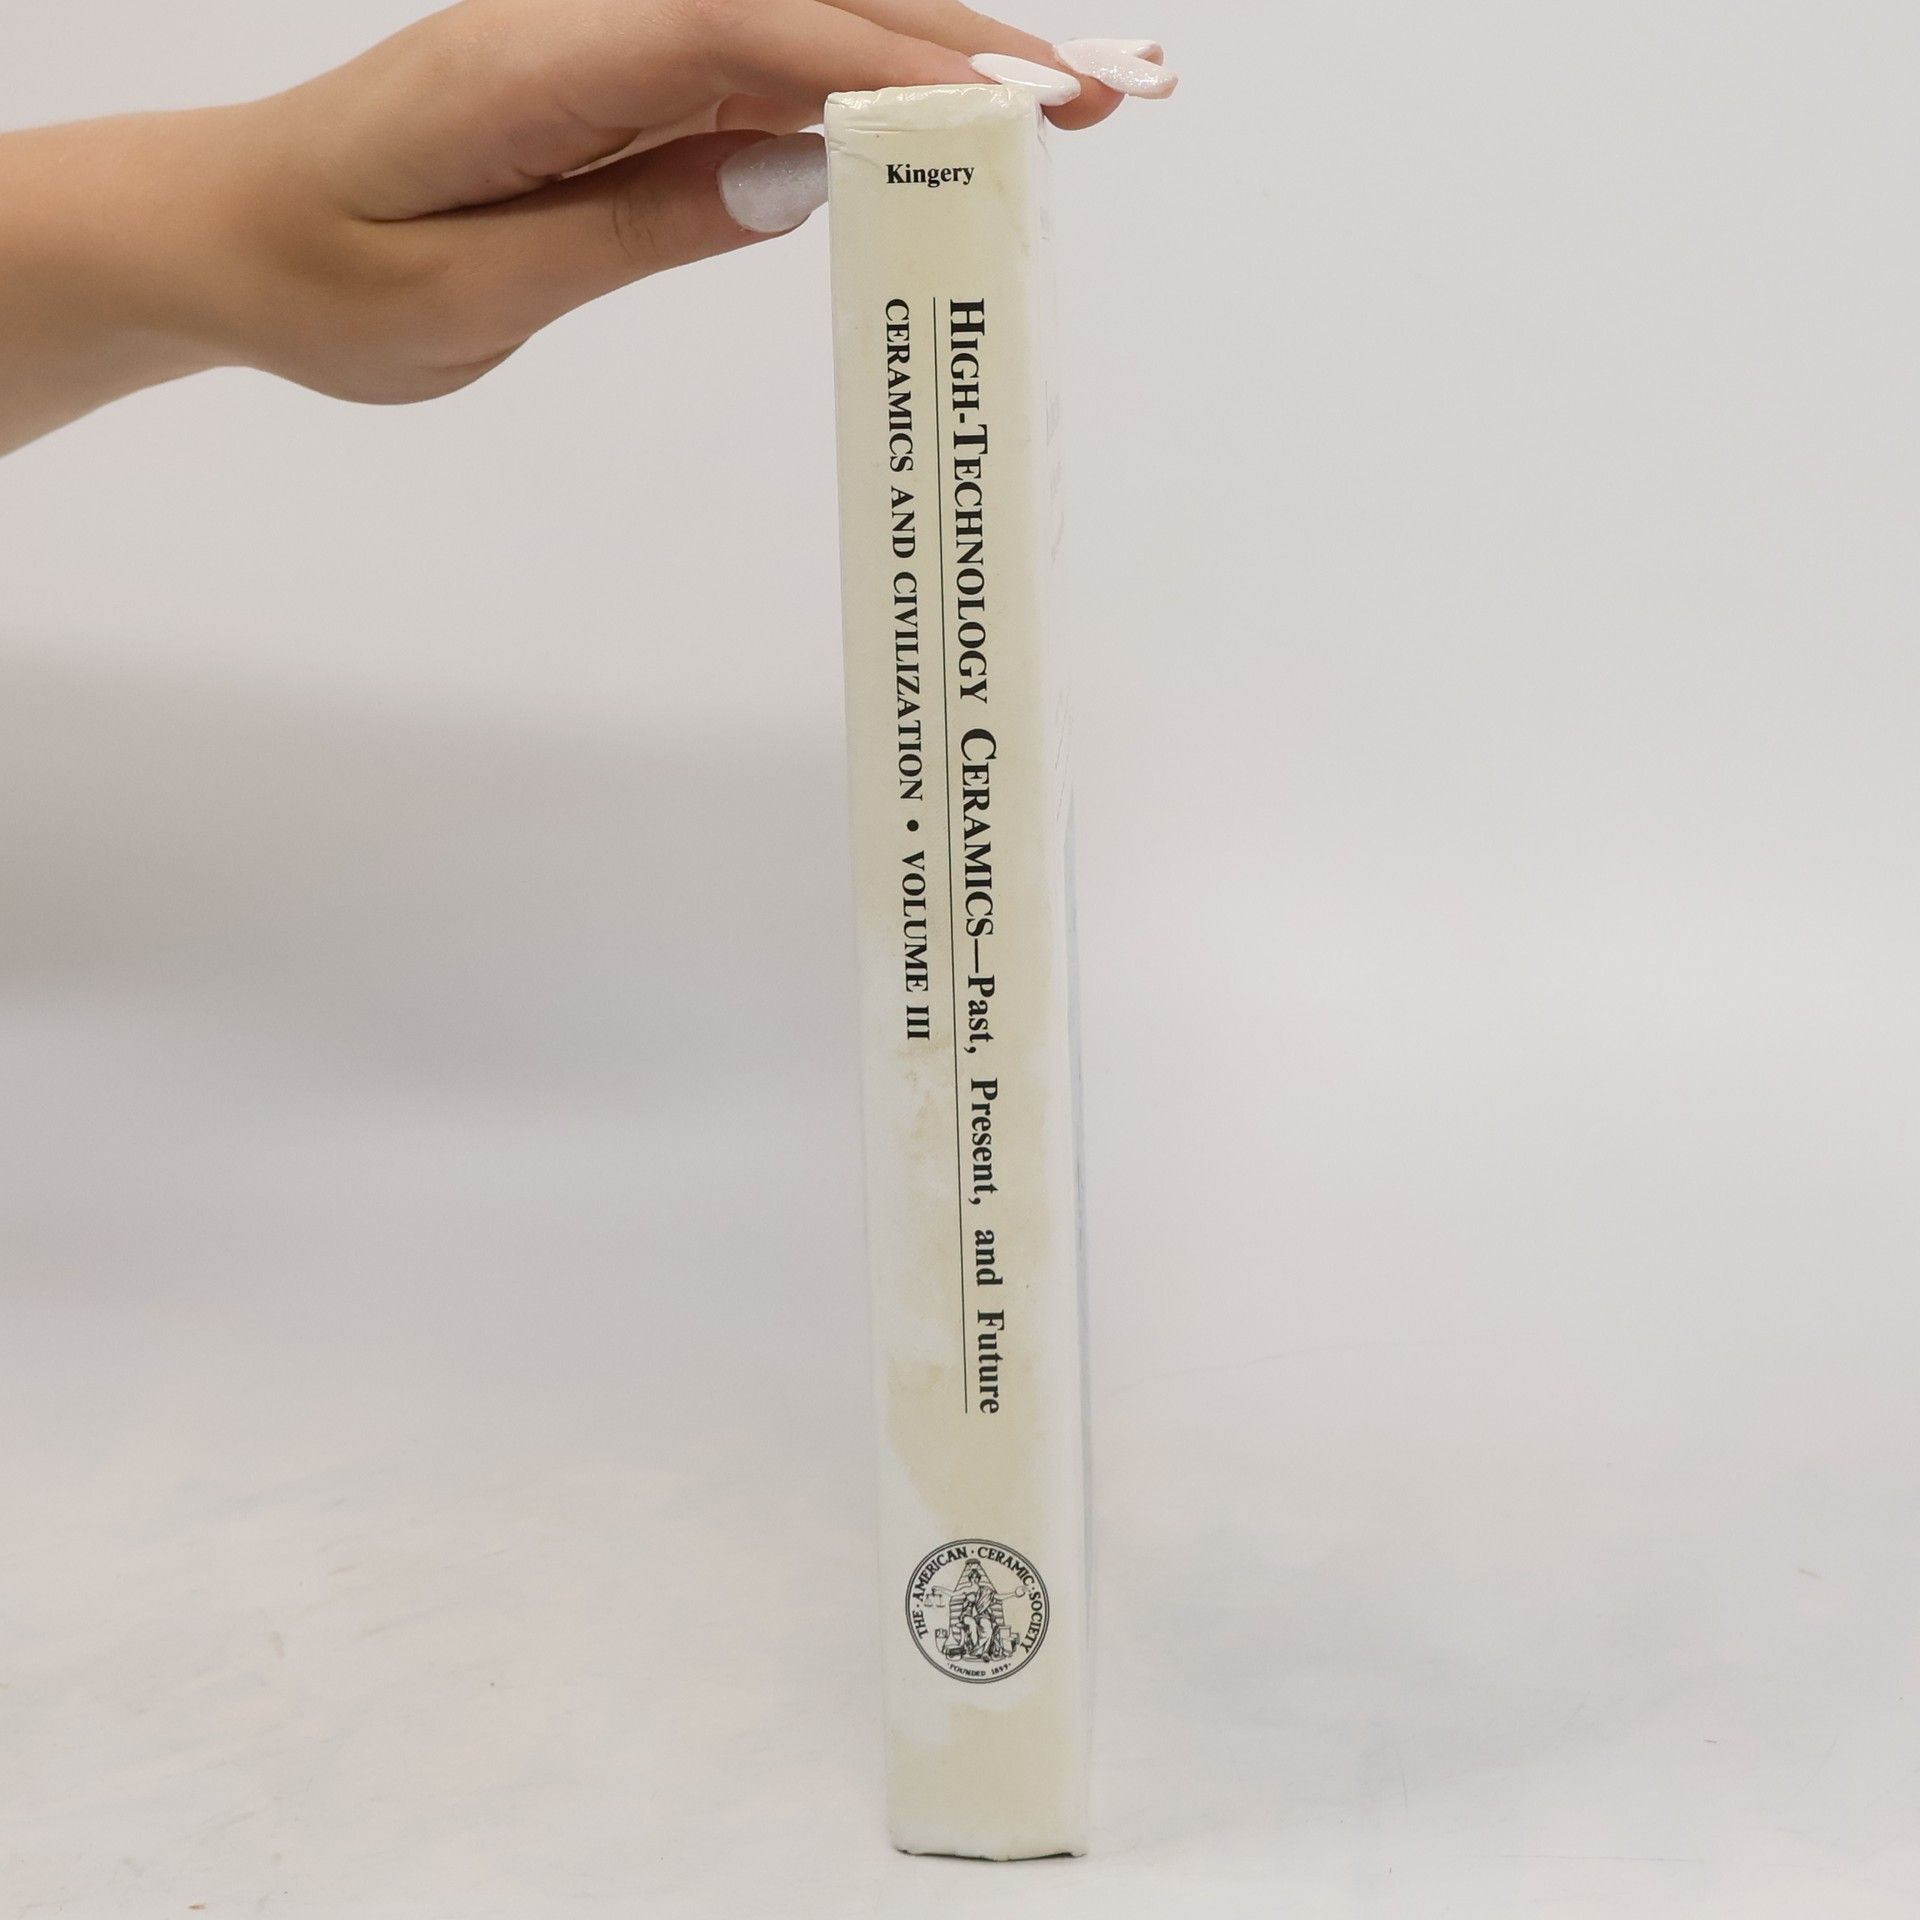 Kingery
HIGH-TECHNOLOGY CERAMICS—Past, Present, and Future
CERAMICS AND CIVILIZATION • VOLUME III
THE · AMERICAN · CERAMIC · SOCIETY
· FOUNDED 1899 ·